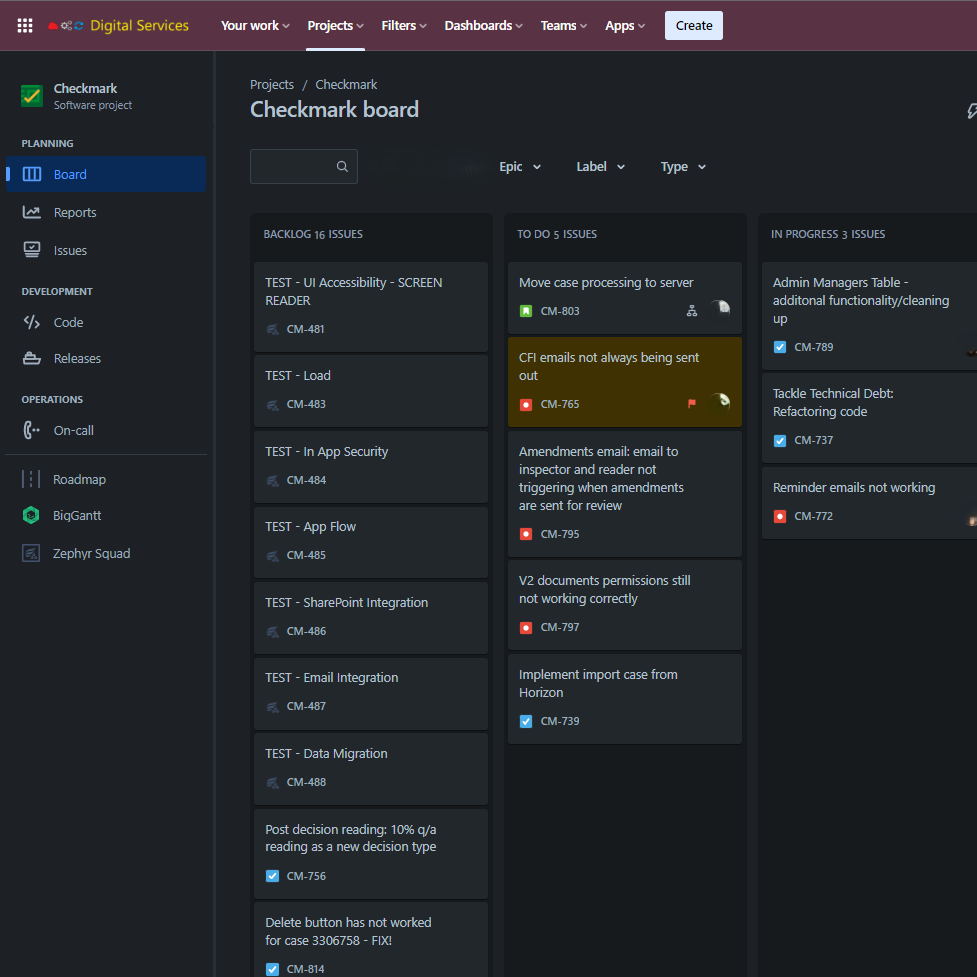 Digital Services
Your work
Projects
Filters
Dashboards
Teams
Apps
Create
Checkmark
Software project
PLANNING
Board
Reports
Issues
DEVELOPMENT
Code
Releases
OPERATIONS
On-call
Roadmap
BigGantt
Zephyr Squad
Projects / Checkmark
Checkmark board
Epic
Label
Type
BACKLOG 16 ISSUES
TEST - UI Accessibility - SCREEN
READER
CM-481
TEST - Load
CM-483
TEST - In App Security
CM-484
TEST - App Flow
CM-485
TEST - SharePoint Integration
CM-486
TEST - Email Integration
CM-487
TEST - Data Migration
CM-488
Post decision reading: 10% q/a
reading as a new decision type
CM-756
Delete button has not worked
for case 3306758 - FIX!
CM-814
TO DO 5 ISSUES
Move case processing to server
CM-803
CFI emails not always being sent
out
CM-765
Amendments email: email to
inspector and reader not
triggering when amendments
are sent for review
CM-795
V2 documents permissions still
not working correctly
CM-797
Implement import case from
Horizon
CM-739
IN PROGRESS 3 ISSUES
Admin Managers Table -
additonal functionality/cleaning
up
CM-789
Tackle Technical Debt:
Refactoring code
CM-737
Reminder emails not working
CM-772